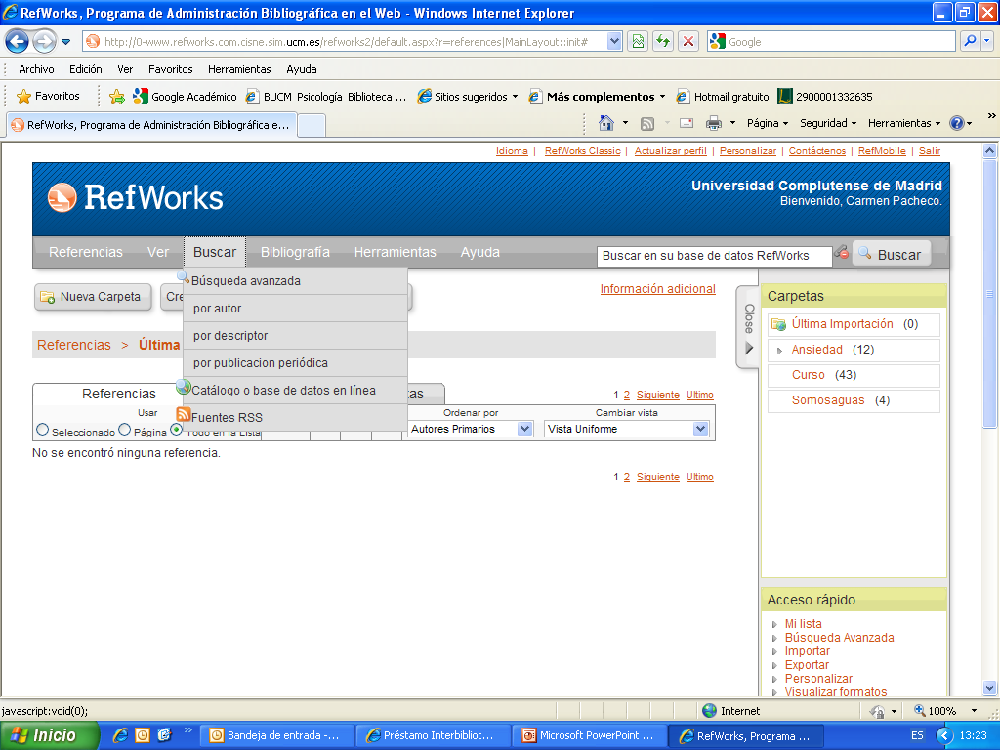 RefWorks, Programa de Administración Bibliográfica en el Web - Windows Internet Explorer
http://0-www.refworks.com.cisne.sim.ucm.es/refworks2/default.aspx?r=references|MainLayout::init#
Google
Archivo Edición Ver Favoritos Herramientas Ayuda
Favoritos Google Académico BUCM Psicología Biblioteca ... Sitios sugeridos Más complementos Hotmail gratuito 2900001332635
RefWorks, Programa de Administración Bibliográfica e... Página Seguridad Herramientas »
Idioma | RefWorks Classic | Actualizar perfil | Personalizar | Contáctenos | RefMobile | Salir
RefWorks
Universidad Complutense de Madrid
Bienvenido, Carmen Pacheco.
Referencias Ver Buscar Bibliografía Herramientas Ayuda
Buscar en su base de datos RefWorks Buscar
Búsqueda avanzada
por autor
por descriptor
por publicacion periódica
Catálogo o base de datos en línea
Fuentes RSS
Nueva Carpeta Cre
Información adicional
Close
Referencias > Última
Referencias tas
1 2 Siguiente Ultimo
Usar
Seleccionado Página Todo en la Lista
Ordenar por
Autores Primarios
Cambiar vista
Vista Uniforme
No se encontró ninguna referencia.
1 2 Siguiente Ultimo
Carpetas
Última Importación (0)
Ansiedad (12)
Curso (43)
Somosaguas (4)
Acceso rápido
Mi lista
Búsqueda Avanzada
Importar
Exportar
Personalizar
Visualizar formatos
javascript:void(0); Internet 100%
Inicio » Bandeja de entrada -... Préstamo Interbibliot... Microsoft PowerPoint ... RefWorks, Programa ... ES 13:23